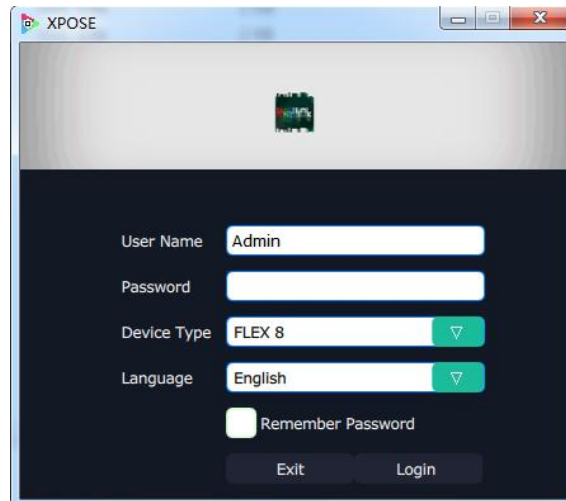 XPOSE
User Name Admin
Password
Device Type FLEX 8
Language English
Remember Password
Exit Login